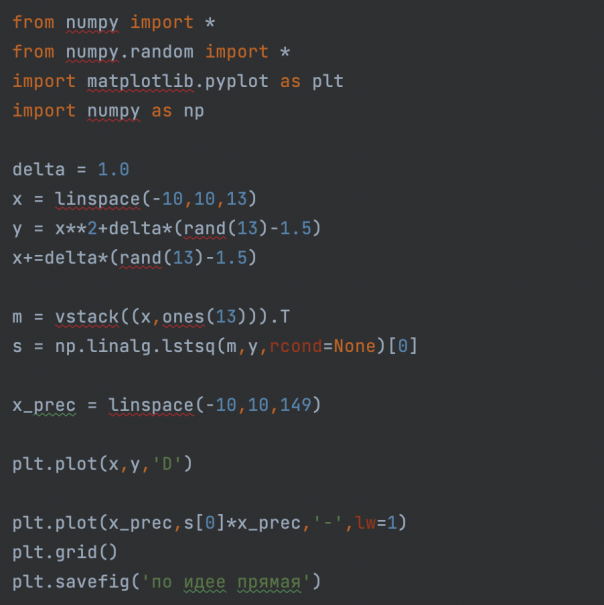 from numpy import *
from numpy.random import *
import matplotlib.pyplot as plt
import numpy as np
delta = 1.0
x = linspace(-10,10,13)
y = x**2+delta*(rand(13)-1.5)
x+=delta*(rand(13)-1.5)
m = vstack((x,ones(13))).T
s = np.linalg.lstsq(m,y,rcond=None)[0]
x_prec = linspace(-10,10,149)
plt.plot(x,y,'D')
plt.plot(x_prec,s[0]*x_prec,'-',lw=1)
plt.grid()
plt.savefig('по идее прямая')